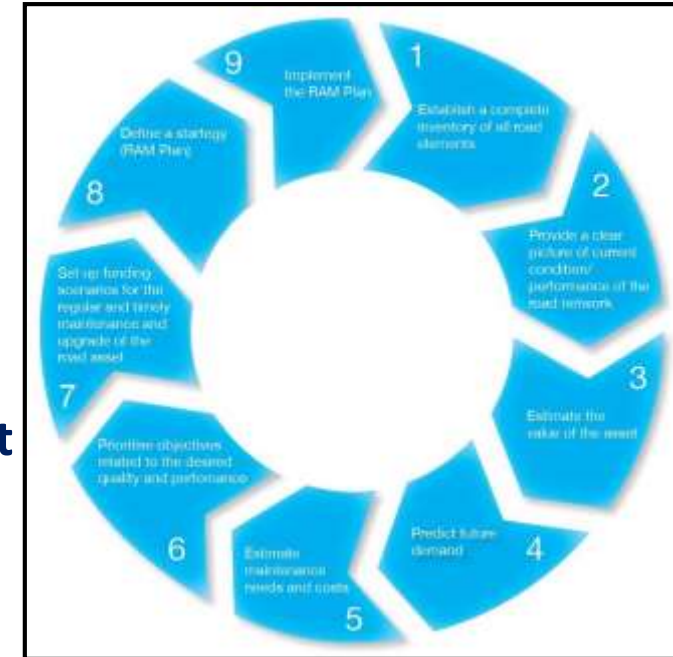 1
Establish a complete
inventory of all road
elements
2
Provide a clear
picture of current
condition/
performance of the
road network
3
Estimate the
value of the asset
4
Predict future
demand
5
Estimate
maintenance
needs and costs
6
Prioritise objectives
related to the desired
quality and perfomance
7
Set up funding
scenarios for the
regular and timely
maintenance and
upgrade of the
road asset
8
Define a startegy
(RAM Plan)
9
Implement
the RAM Plan
t